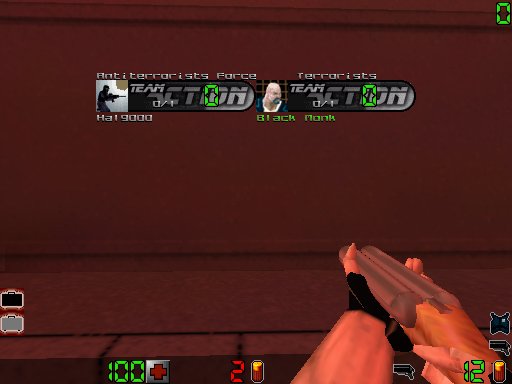 0
Antiterrorists Force Terrorists
TEAM ACTION 0/1 0 TEAM ACTION 0/1 0
Hal9000 Black Monk
100 2 12